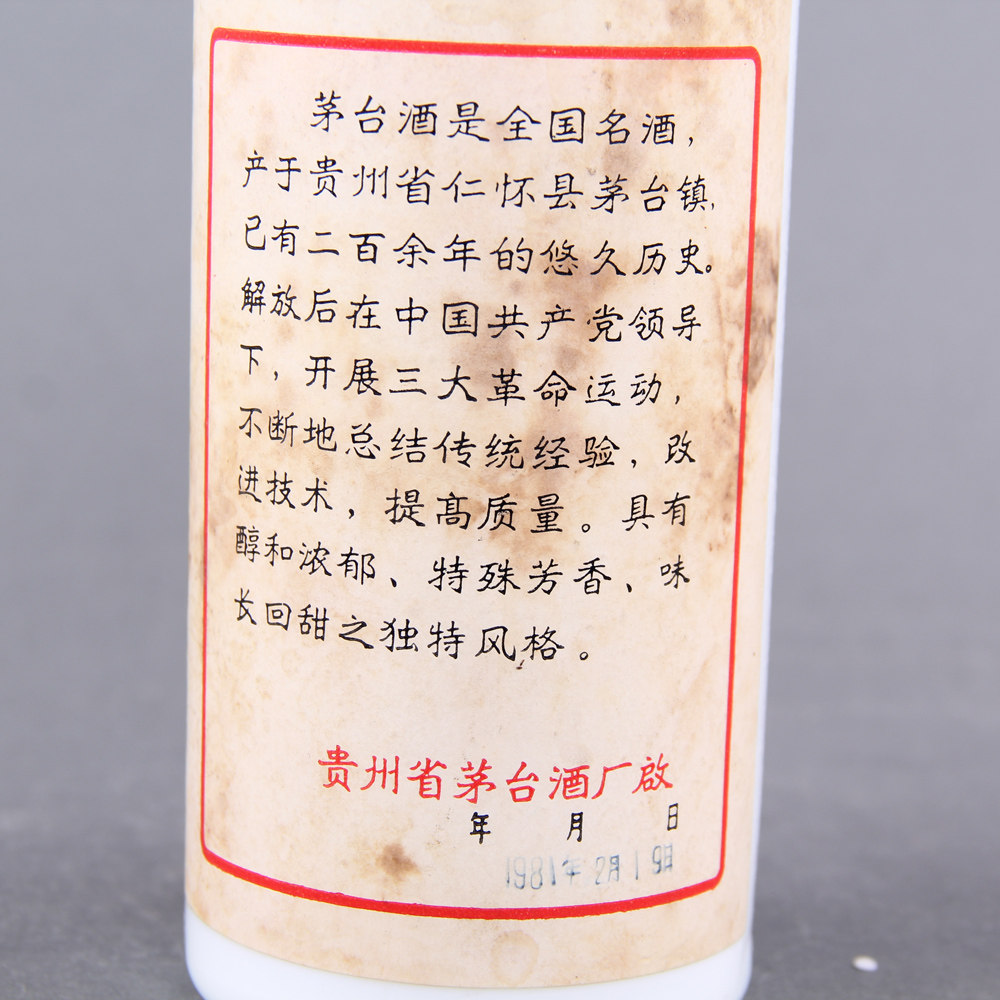 茅台酒是全国名酒，
产于贵州省仁怀县茅台镇，
已有二百余年的悠久历史。
解放后在中国共产党领导
下，开展三大革命运动，
不断地总结传统经验，改
进技术，提高质量。具有
醇和浓郁、特殊芳香、味
长回甜之独特风格。
贵州省茅台酒厂啟
年 月 日
1981年2月19日